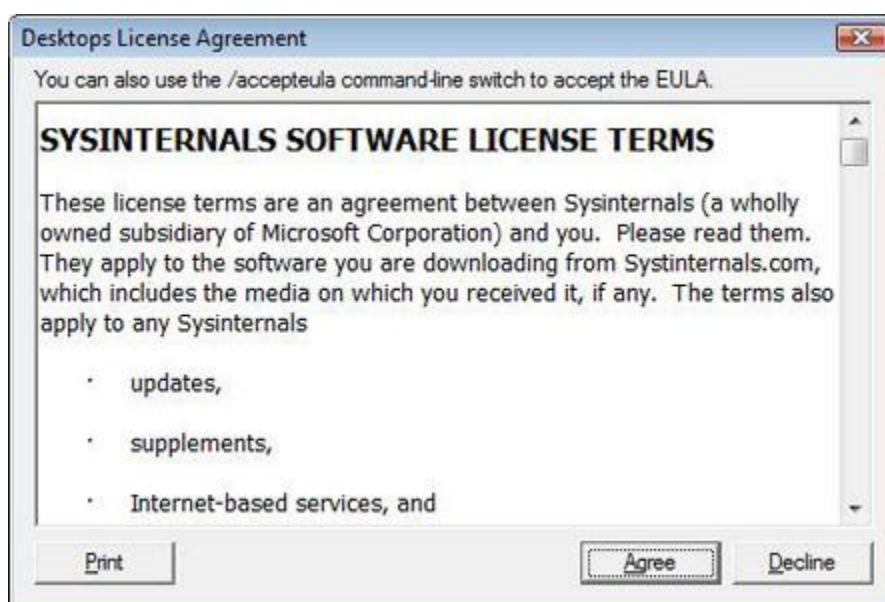 Desktops License Agreement
You can also use the /accepteula command-line switch to accept the EULA.
SYSINTERNALS SOFTWARE LICENSE TERMS
These license terms are an agreement between Sysinternals (a wholly
owned subsidiary of Microsoft Corporation) and you. Please read them.
They apply to the software you are downloading from Systinternals.com,
which includes the media on which you received it, if any. The terms also
apply to any Sysinternals
· updates,
· supplements,
· Internet-based services, and
Print Agree Decline